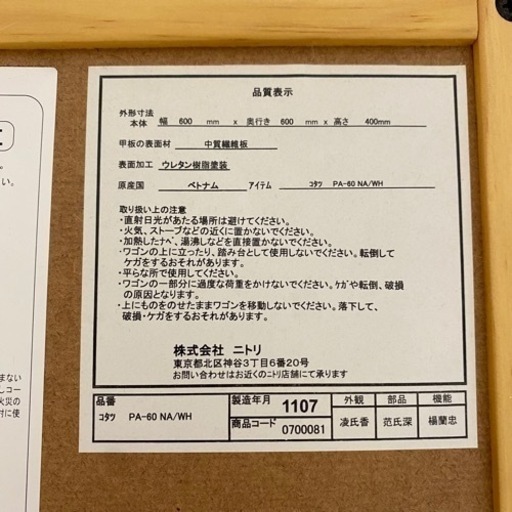 品質表示
外形寸法
本体 幅 600 mm x 奥行き 600 mm x 高さ 400mm
甲板の表面材 中質繊維板
表面加工 ウレタン樹脂塗装
原産国 ベトナム アイテム コタツ PA-60 NA/WH
取り扱い上の注意
・直射日光があたる場所は避けてください。
・火気、ストーブなどの近くに置かないでください。
・加熱したナベ、湯沸しなどを直接置かないでください。
・ワゴンの上に立ったり、踏み台として使用しないでください。転倒して
ケガをするおそれがあります。
・平らな所で使用してください。
・ワゴンの一部分に過度な荷重をかけないでください。ケガや転倒、破損
の原因となります。
・上にものをのせたままワゴンを移動しないでください。落下して、
破損・ケガをするおそれがあります。
株式会社 ニトリ
東京都北区神谷3丁目6番20号
お問い合わせはお近くのニトリ店舗にて承ります
品番 製造年月 1107 外観 部品 機能
コタツ PA-60 NA/WH 商品コード 0700081 凌氏香 范氏深 楊蘭忠
さい。
まない
しコー
火災の
対に使